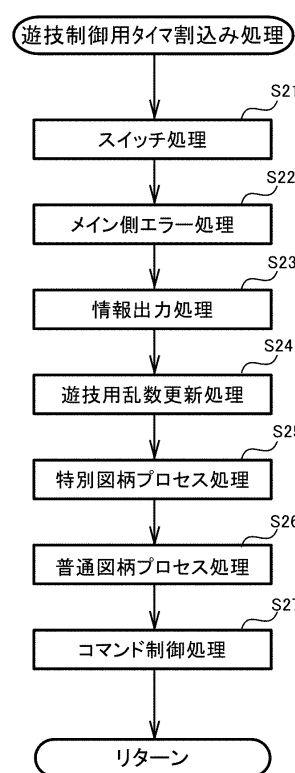 遊技制御用タイマ割込み処理
S21
スイッチ処理
S22
メイン側エラー処理
S23
情報出力処理
S24
遊技用乱数更新処理
S25
特別図柄プロセス処理
S26
普通図柄プロセス処理
S27
コマンド制御処理
リターン